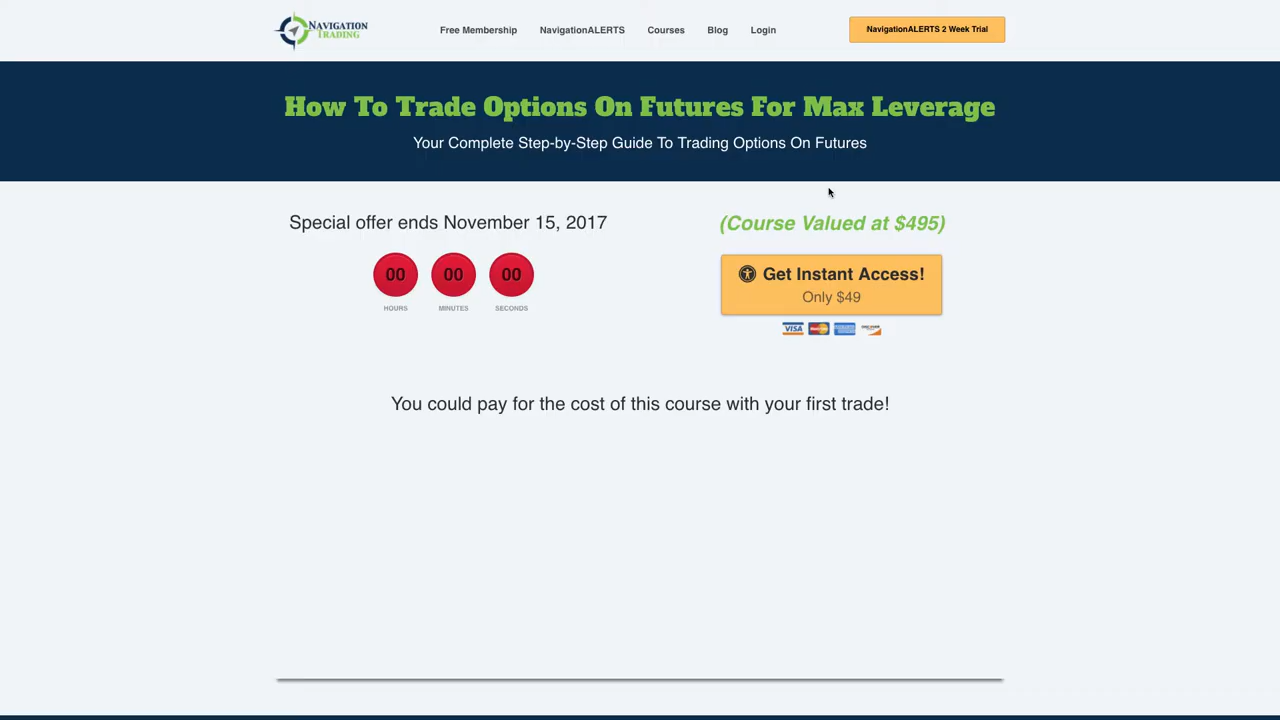 NAVIGATION
TRADING
Free Membership
NavigationALERTS
Courses
Blog
Login
NavigationALERTS 2 Week Trial
How To Trade Options On Futures For Max Leverage
Your Complete Step-by-Step Guide To Trading Options On Futures
Special offer ends November 15, 2017
00 00 00
HOURS MINUTES SECONDS
(Course Valued at $495)
Get Instant Access!
Only $49
VISA
You could pay for the cost of this course with your first trade!